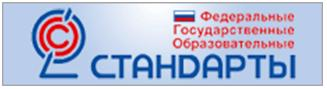 Федеральные
Государственные
Образовательные
СТАНДАРТЫ